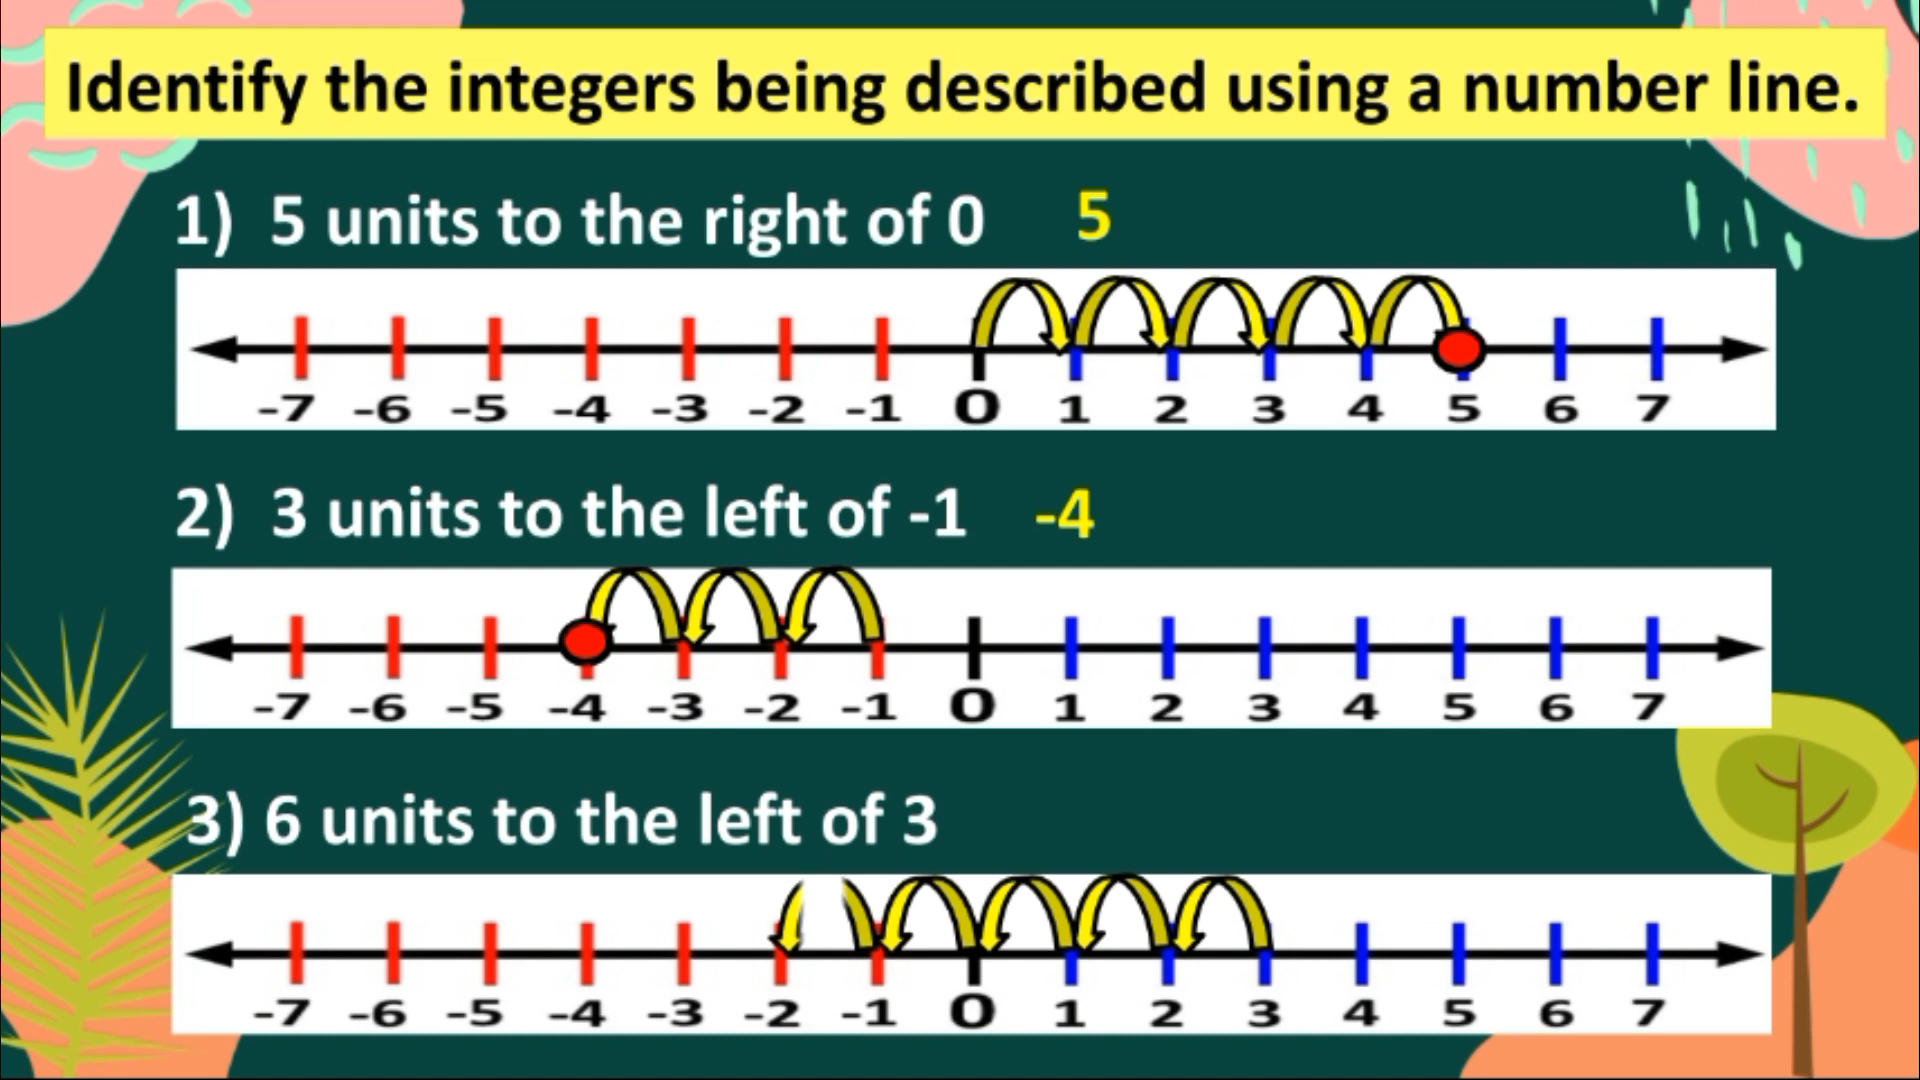 Identify the integers being described using a number line.
1) 5 units to the right of 0 5
-7 -6 -5 -4 -3 -2 -1 0 1 2 3 4 5 6 7
2) 3 units to the left of -1 -4
-7 -6 -5 -4 -3 -2 -1 0 1 2 3 4 5 6 7
3) 6 units to the left of 3
-7 -6 -5 -4 -3 -2 -1 0 1 2 3 4 5 6 7